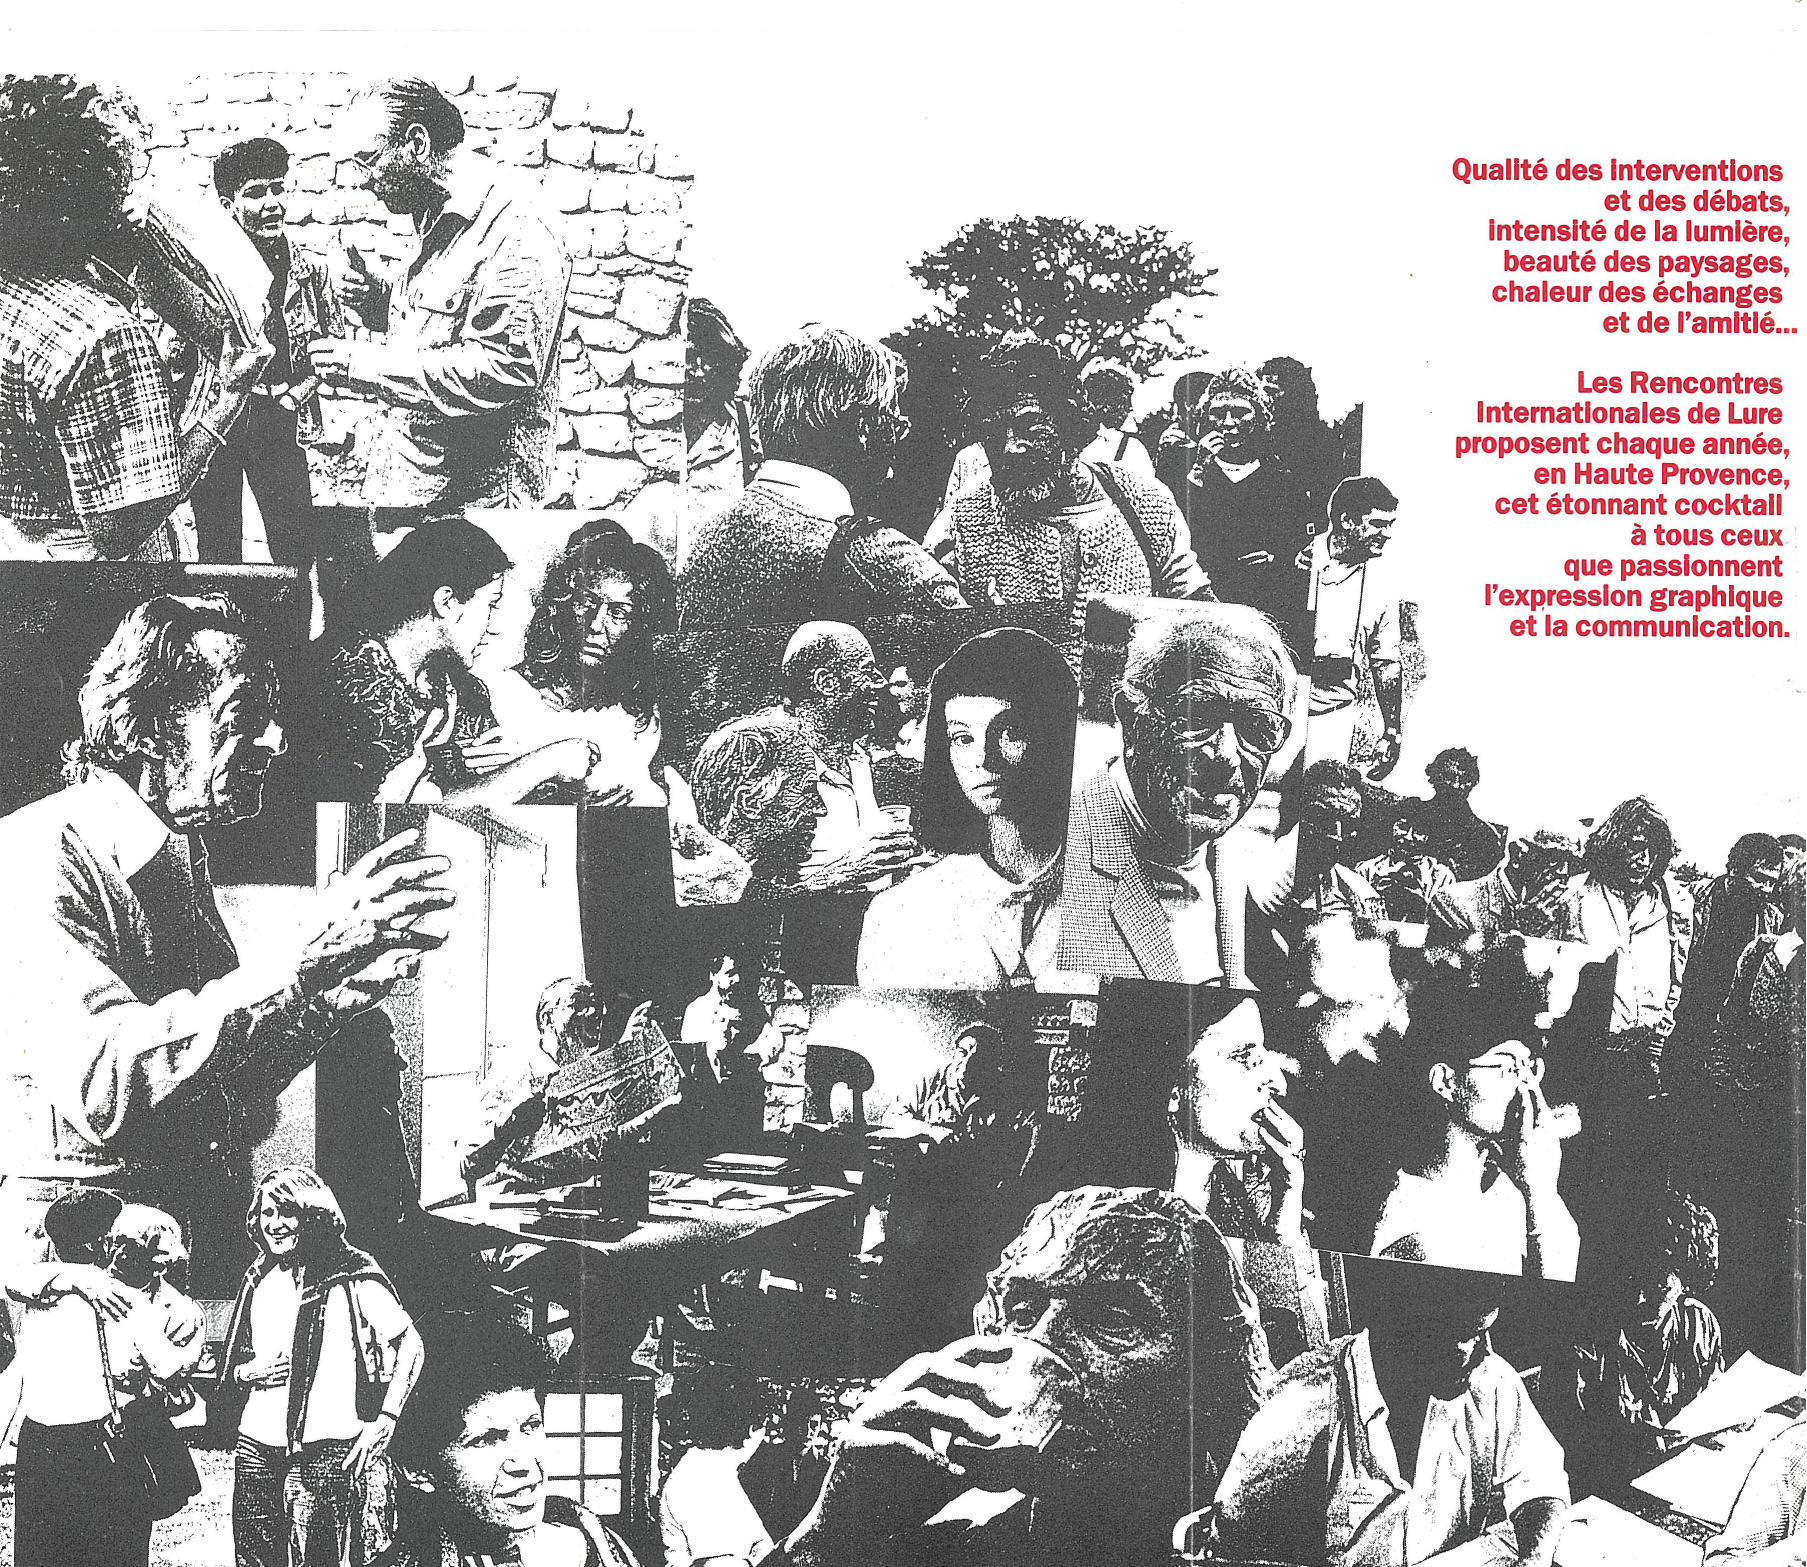 Qualité des interventions
et des débats,
intensité de la lumière,
beauté des paysages,
chaleur des échanges
et de l'amitié...
Les Rencontres
Internationales de Lure
proposent chaque année,
en Haute Provence,
cet étonnant cocktail
à tous ceux
que passionnent
l'expression graphique
et la communication.